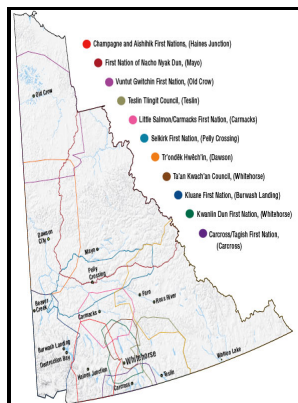 Champagne and Aishihik First Nations, (Haines Junction)
First Nation of Nacho Nyak Dun, (Mayo)
Vuntut Gwitchin First Nation, (Old Crow)
Teslin Tlingit Council, (Teslin)
Little Salmon/Carmacks First Nation, (Carmacks)
Selkirk First Nation, (Pelly Crossing)
Tr'ondëk Hwëch'in, (Dawson)
Ta'an Kwach'an Council, (Whitehorse)
Kluane First Nation, (Burwash Landing)
Kwanlin Dun First Nation, (Whitehorse)
Carcross/Tagish First Nation,
(Carcross)
Old Crow
Dawson
City
Mayo
Pelly
Crossing
Beaver
Creek
Faro
Ross River
Carmacks
Burwash Landing
Destruction Bay
Whitehorse
Haines Junction
Watson Lake
Teslin
Carcross